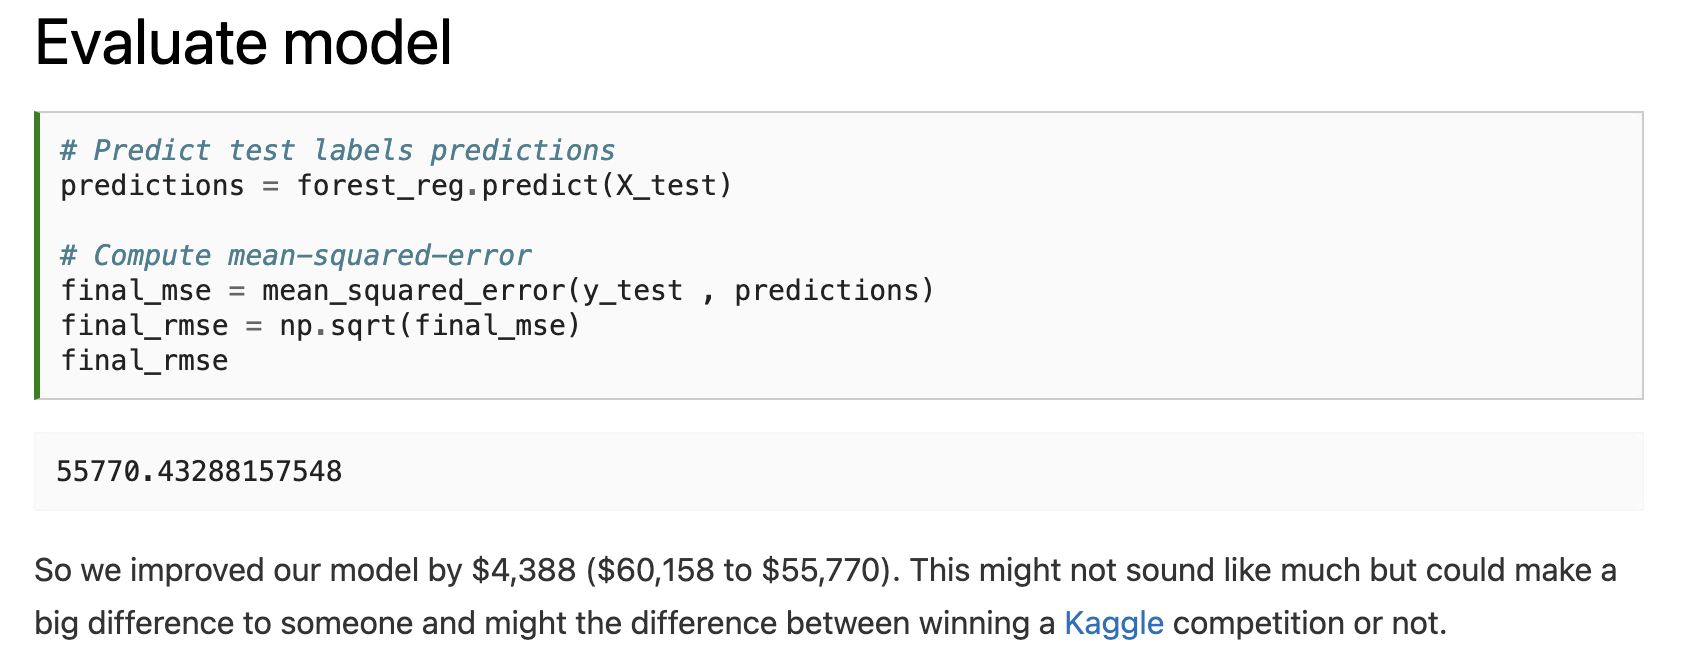 Evaluate model
# Predict test labels predictions
predictions = forest_reg.predict(X_test)
# Compute mean-squared-error
final_mse = mean_squared_error(y_test , predictions)
final_rmse = np.sqrt(final_mse)
final_rmse
55770.43288157548
So we improved our model by $4,388 ($60,158 to $55,770). This might not sound like much but could make a
big difference to someone and might the difference between winning a Kaggle competition or not.